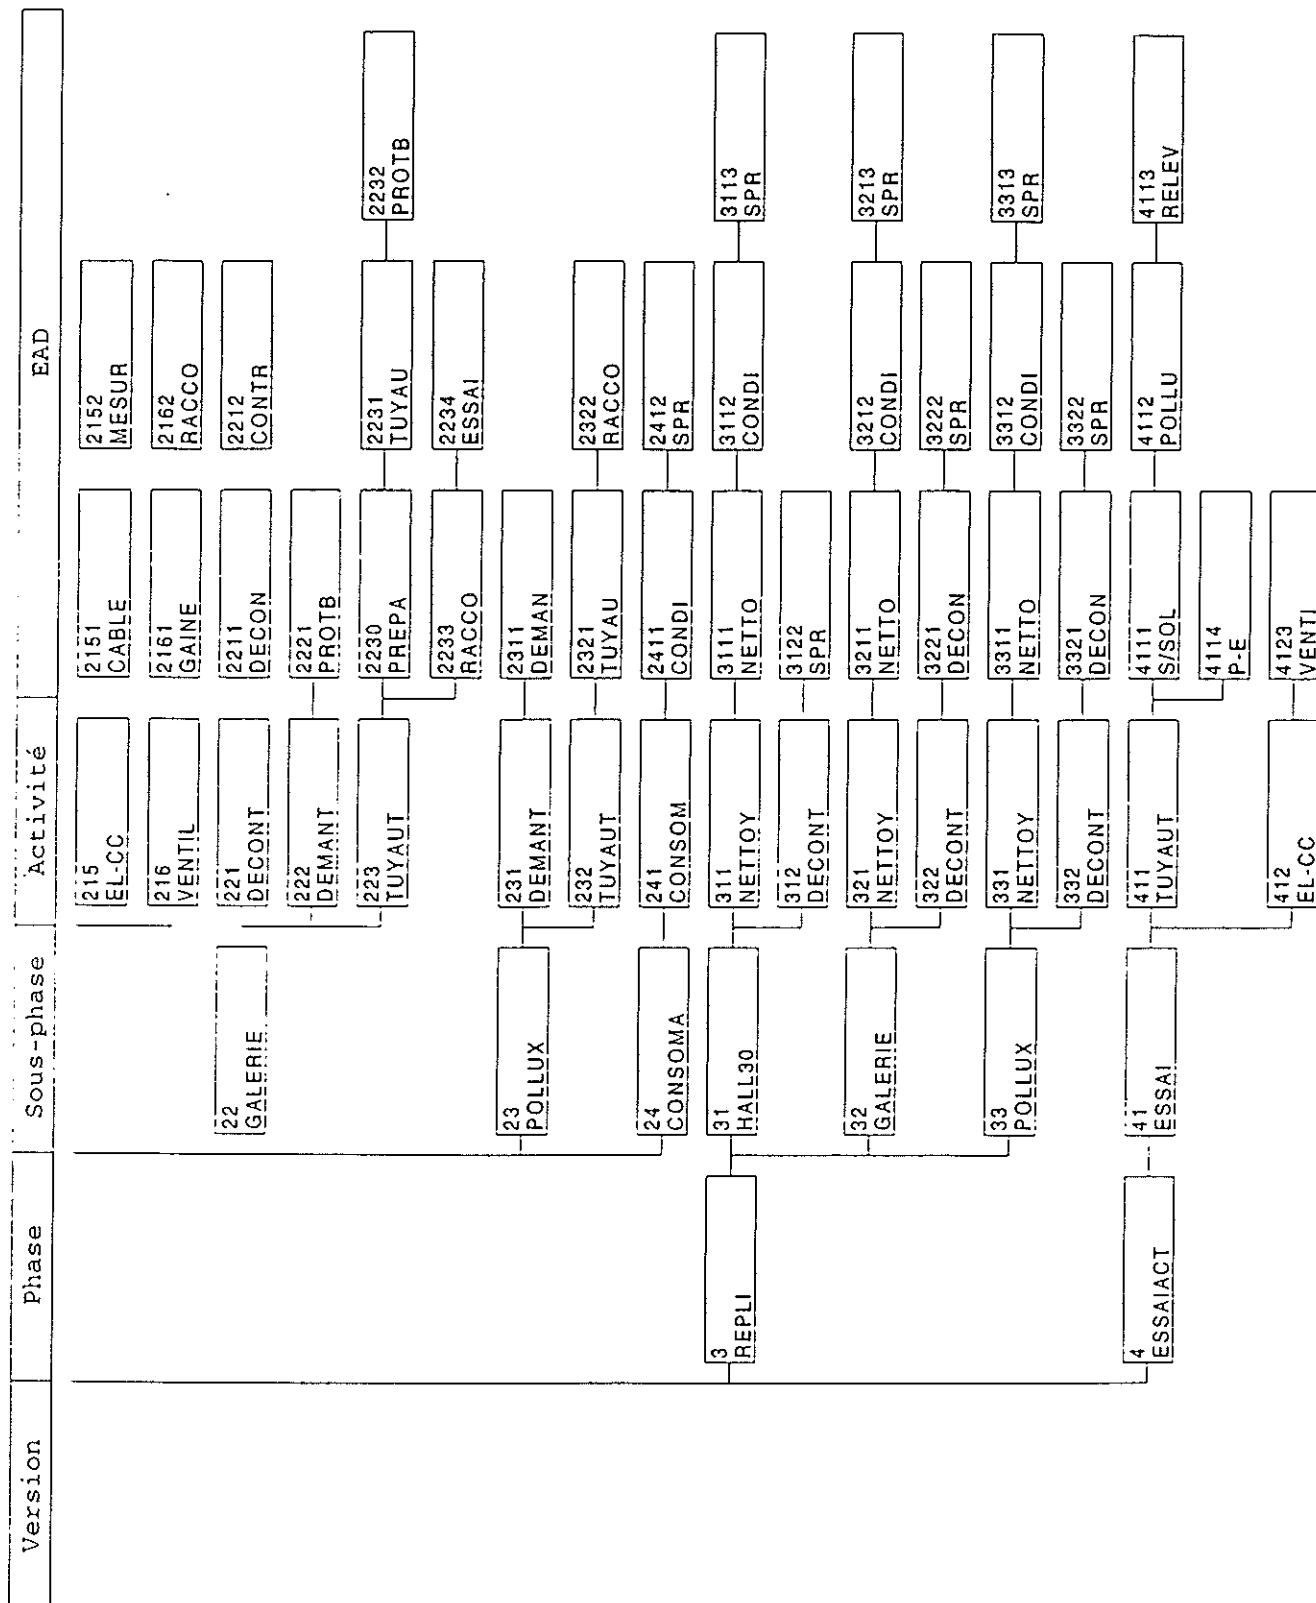 Version Phase Sous-phase Activité EAD
215
EL-CC
2151
CABLE
2152
MESUR
216
VENTIL
2161
GAINE
2162
RACCO
22
GALERIE
221
DECONT
2211
DECON
2212
CONTR
222
DEMANT
2221
PROTB
223
TUYAUT
2230
PREPA
2231
TUYAU
2232
PROTB
2233
RACCO
2234
ESSAI
23
POLLUX
231
DEMANT
2311
DEMAN
232
TUYAUT
2321
TUYAU
2322
RACCO
24
CONSOMA
241
CONSOM
2411
CONDI
2412
SPR
3
REPLI
31
HALL30
311
NETTOY
3111
NETTO
3112
CONDI
3113
SPR
312
DECONT
3122
SPR
32
GALERIE
321
NETTOY
3211
NETTO
3212
CONDI
3213
SPR
322
DECONT
3221
DECON
3222
SPR
33
POLLUX
331
NETTOY
3311
NETTO
3312
CONDI
3313
SPR
332
DECONT
3321
DECON
3322
SPR
4
ESSAIACT
41
ESSAI
411
TUYAUT
4111
S/SOL
4112
POLLU
4113
RELEV
4114
P-E
412
EL-CC
4123
VENTI